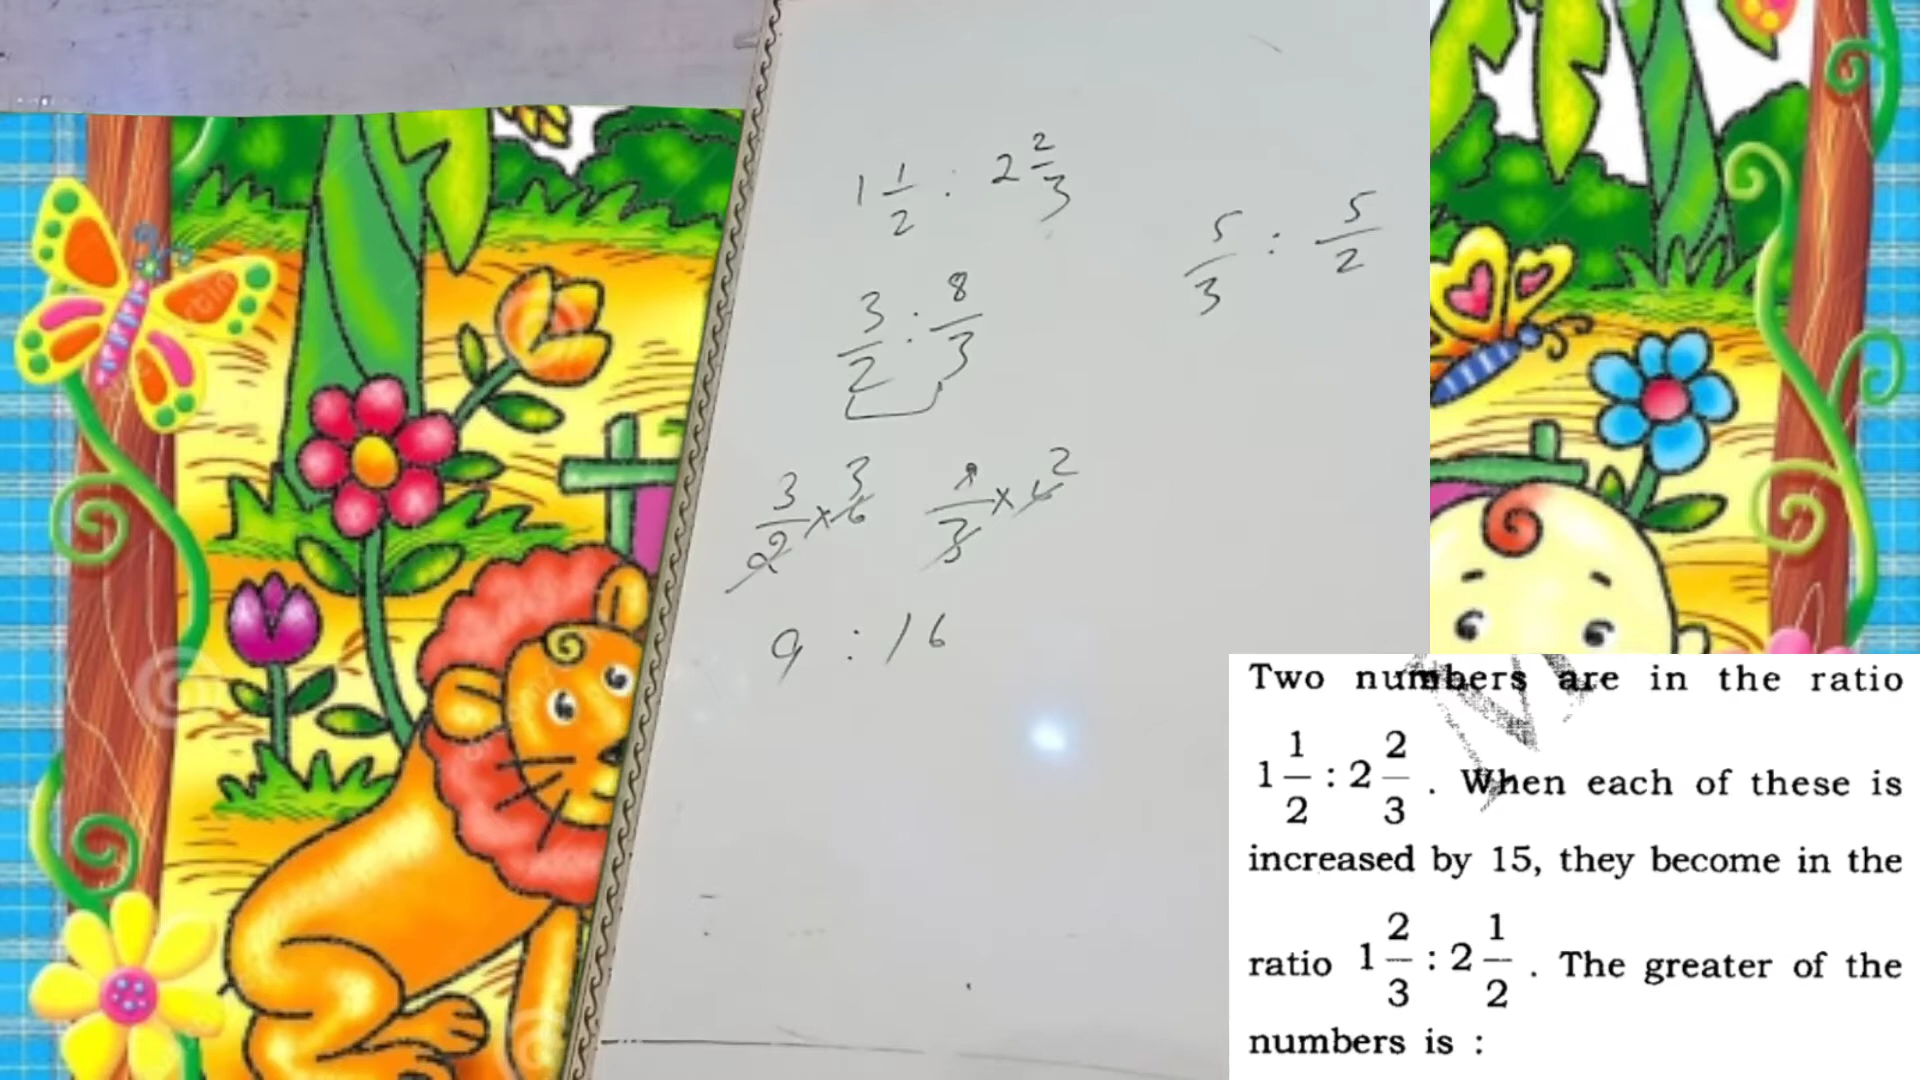 1 1/2 : 2 2/3
5/3 : 5/2
3/2 : 8/3
3/2 × 6 3 8/3 × 6 2
9 : 16
Two numbers are in the ratio
1 1/2 : 2 2/3 . When each of these is
increased by 15, they become in the
ratio 1 2/3 : 2 1/2 . The greater of the
numbers is :